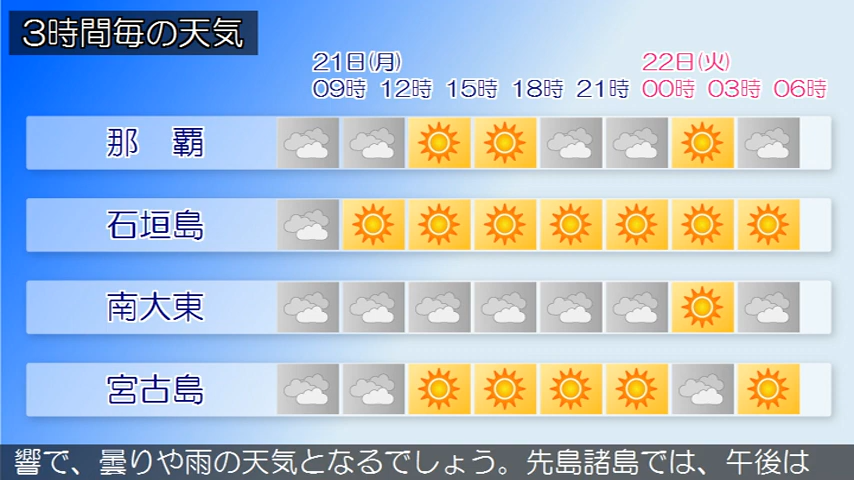 3時間毎の天気
21日(月) 22日(火)
09時 12時 15時 18時 21時 00時 03時 06時
那 覇
石垣島
南大東
宮古島
響で、曇りや雨の天気となるでしょう。先島諸島では、午後は